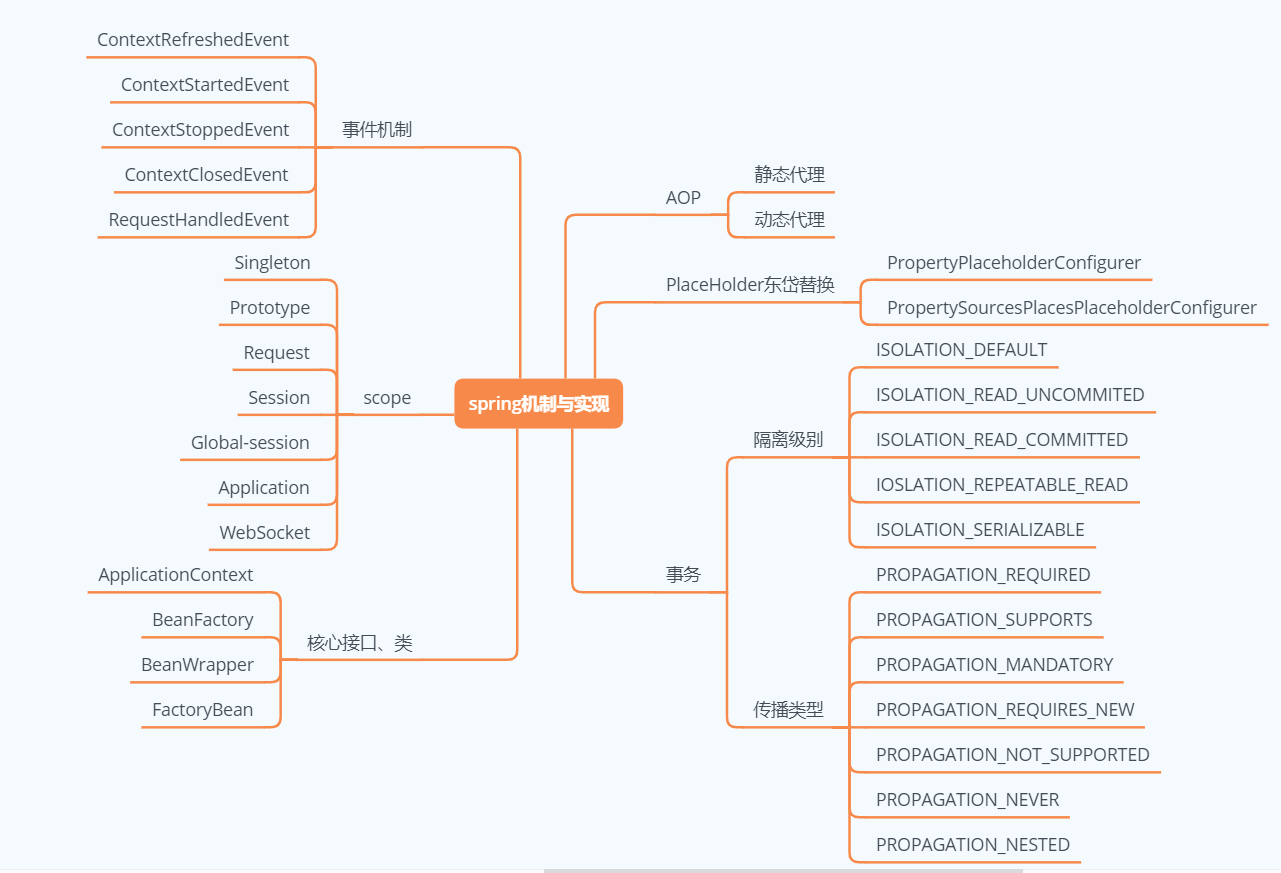 spring机制与实现
AOP
静态代理
动态代理
PlaceHolder东岱替换
PropertyPlaceholderConfigurer
PropertySourcesPlacesPlaceholderConfigurer
事务
隔离级别
ISOLATION_DEFAULT
ISOLATION_READ_UNCOMMITED
ISOLATION_READ_COMMITTED
IOSLATION_REPEATABLE_READ
ISOLATION_SERIALIZABLE
传播类型
PROPAGATION_REQUIRED
PROPAGATION_SUPPORTS
PROPAGATION_MANDATORY
PROPAGATION_REQUIRES_NEW
PROPAGATION_NOT_SUPPORTED
PROPAGATION_NEVER
PROPAGATION_NESTED
事件机制
ContextRefreshedEvent
ContextStartedEvent
ContextStoppedEvent
ContextClosedEvent
RequestHandledEvent
scope
Singleton
Prototype
Request
Session
Global-session
Application
WebSocket
核心接口、类
ApplicationContext
BeanFactory
BeanWrapper
FactoryBean